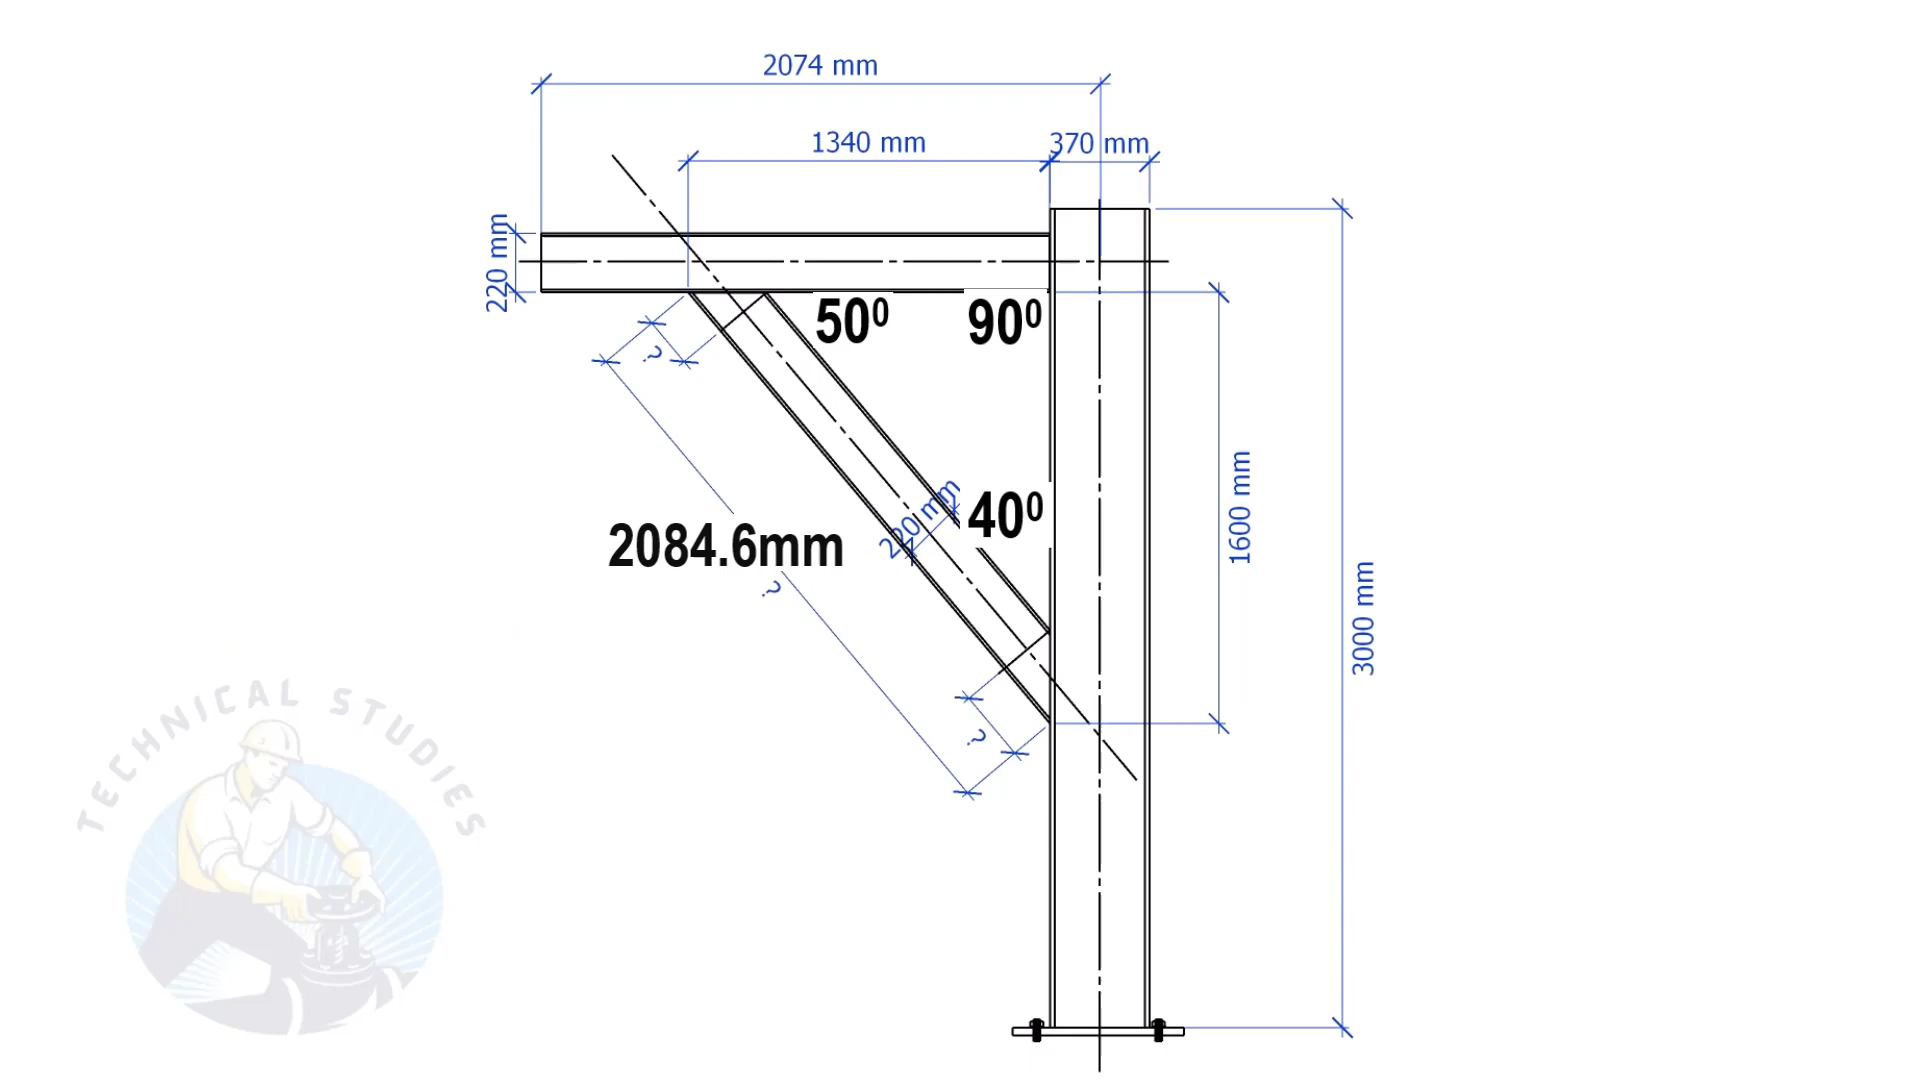 2074 mm
1340 mm
370 mm
220 mm
50⁰
90⁰
?
220 mm
40⁰
2084.6mm
?
1600 mm
3000 mm
?
TECHNICAL STUDIES